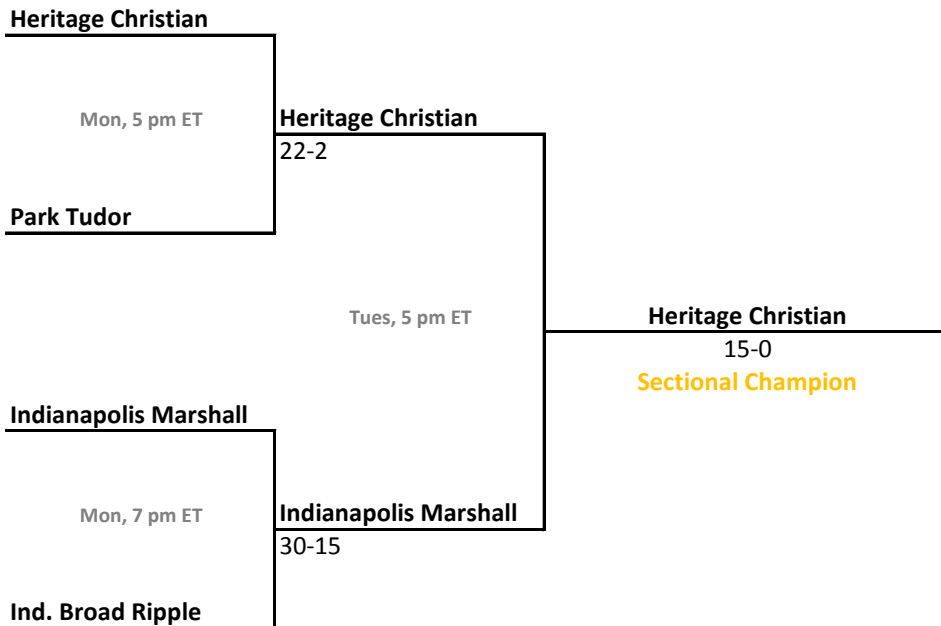 Heritage Christian
Mon, 5 pm ET
Heritage Christian
22-2
Park Tudor
Tues, 5 pm ET
Heritage Christian
15-0
Sectional Champion
Indianapolis Marshall
Mon, 7 pm ET
Indianapolis Marshall
30-15
Ind. Broad Ripple